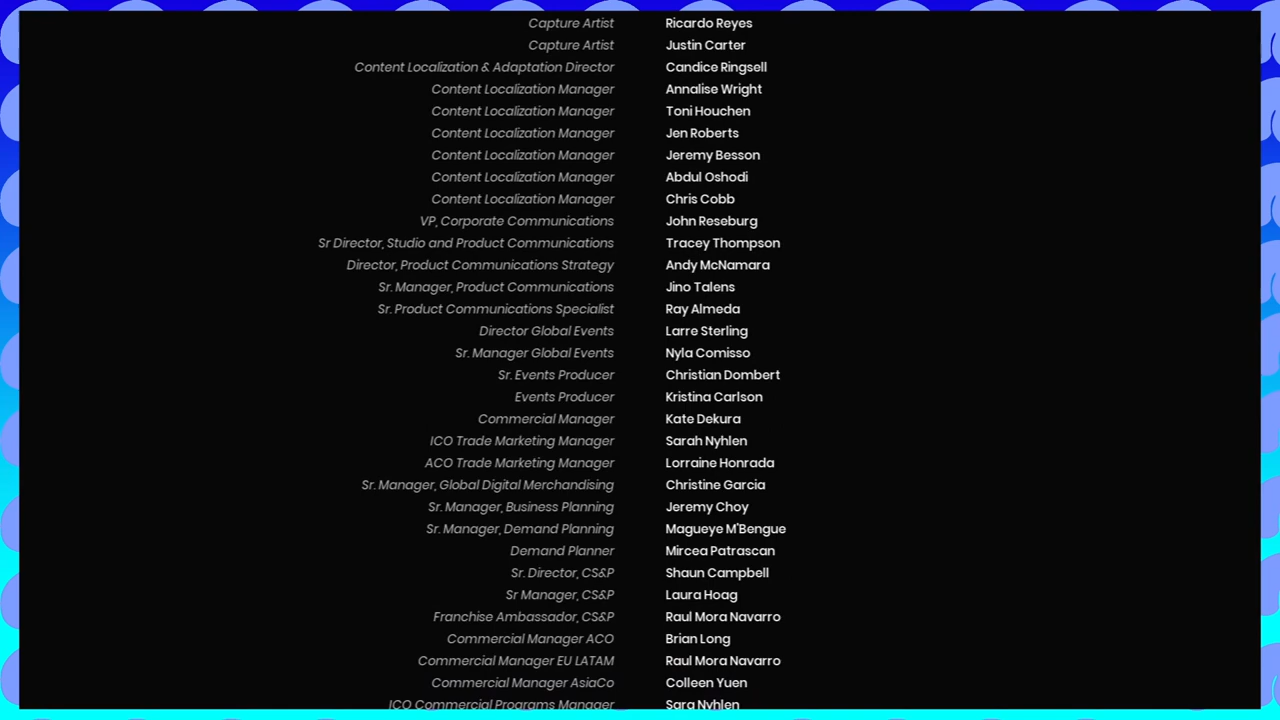 Capture Artist Ricardo Reyes
Capture Artist Justin Carter
Content Localization & Adaptation Director Candice Ringsell
Content Localization Manager Annalise Wright
Content Localization Manager Toni Houchen
Content Localization Manager Jen Roberts
Content Localization Manager Jeremy Besson
Content Localization Manager Abdul Oshodi
Content Localization Manager Chris Cobb
VP, Corporate Communications John Reseburg
Sr Director, Studio and Product Communications Tracey Thompson
Director, Product Communications Strategy Andy McNamara
Sr. Manager, Product Communications Jino Talens
Sr. Product Communications Specialist Ray Almeda
Director Global Events Larre Sterling
Sr. Manager Global Events Nyla Comisso
Sr. Events Producer Christian Dombert
Events Producer Kristina Carlson
Commercial Manager Kate Dekura
ICO Trade Marketing Manager Sarah Nyhlen
ACO Trade Marketing Manager Lorraine Honrada
Sr. Manager, Global Digital Merchandising Christine Garcia
Sr. Manager, Business Planning Jeremy Choy
Sr. Manager, Demand Planning Magueye M'Bengue
Demand Planner Mircea Patrascan
Sr. Director, CS&P Shaun Campbell
Sr Manager, CS&P Laura Hoag
Franchise Ambassador, CS&P Raul Mora Navarro
Commercial Manager ACO Brian Long
Commercial Manager EU LATAM Raul Mora Navarro
Commercial Manager AsiaCo Colleen Yuen
ICO Commercial Programs Manager Sara Nyhlen